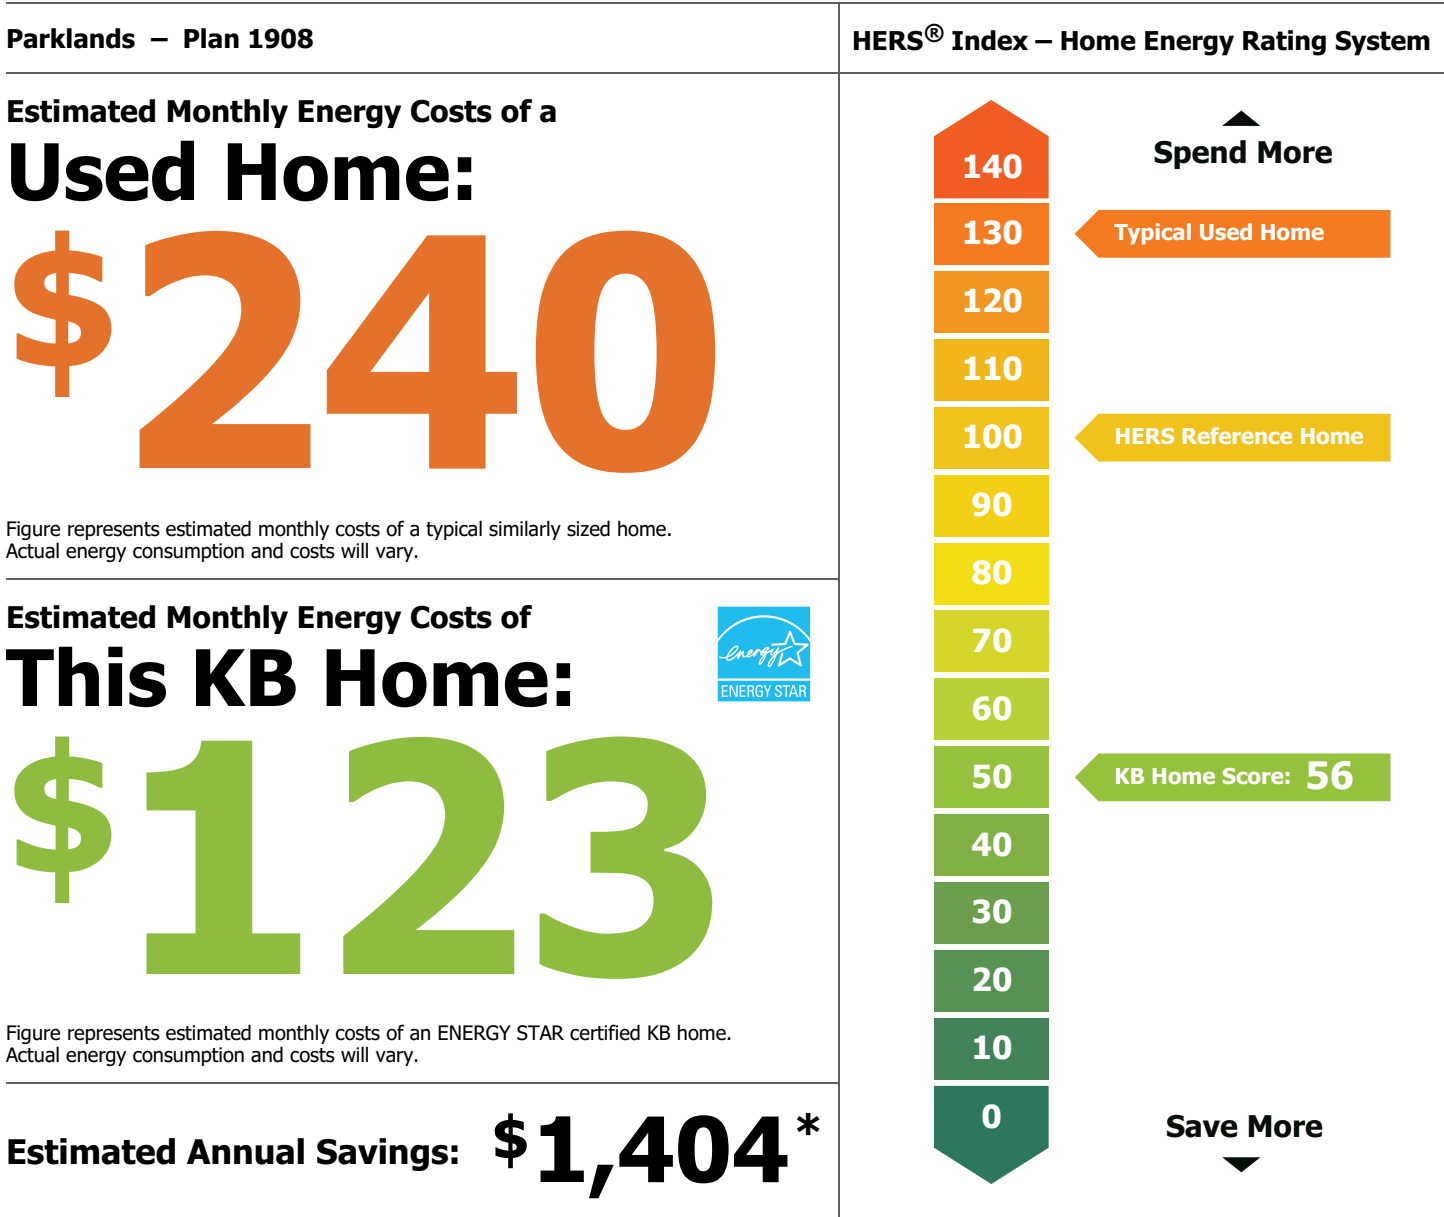 Parklands – Plan 1908
Estimated Monthly Energy Costs of a
Used Home:
$240
Figure represents estimated monthly costs of a typical similarly sized home.
Actual energy consumption and costs will vary.
Estimated Monthly Energy Costs of
This KB Home:
energy
ENERGY STAR
$123
Figure represents estimated monthly costs of an ENERGY STAR certified KB home.
Actual energy consumption and costs will vary.
Estimated Annual Savings: $1,404*
HERS® Index – Home Energy Rating System
Spend More
140
130
Typical Used Home
120
110
100
HERS Reference Home
90
80
70
60
50
KB Home Score: 56
40
30
20
10
0
Save More